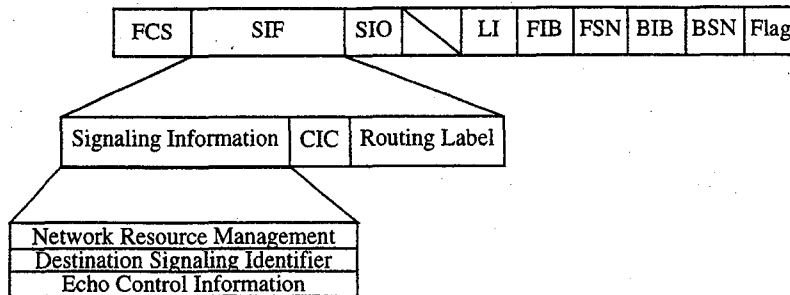 FCS SIF SIO LI FIB FSN BIB BSN Flag
Signaling Information CIC Routing Label
Network Resource Management
Destination Signaling Identifier
Echo Control Information